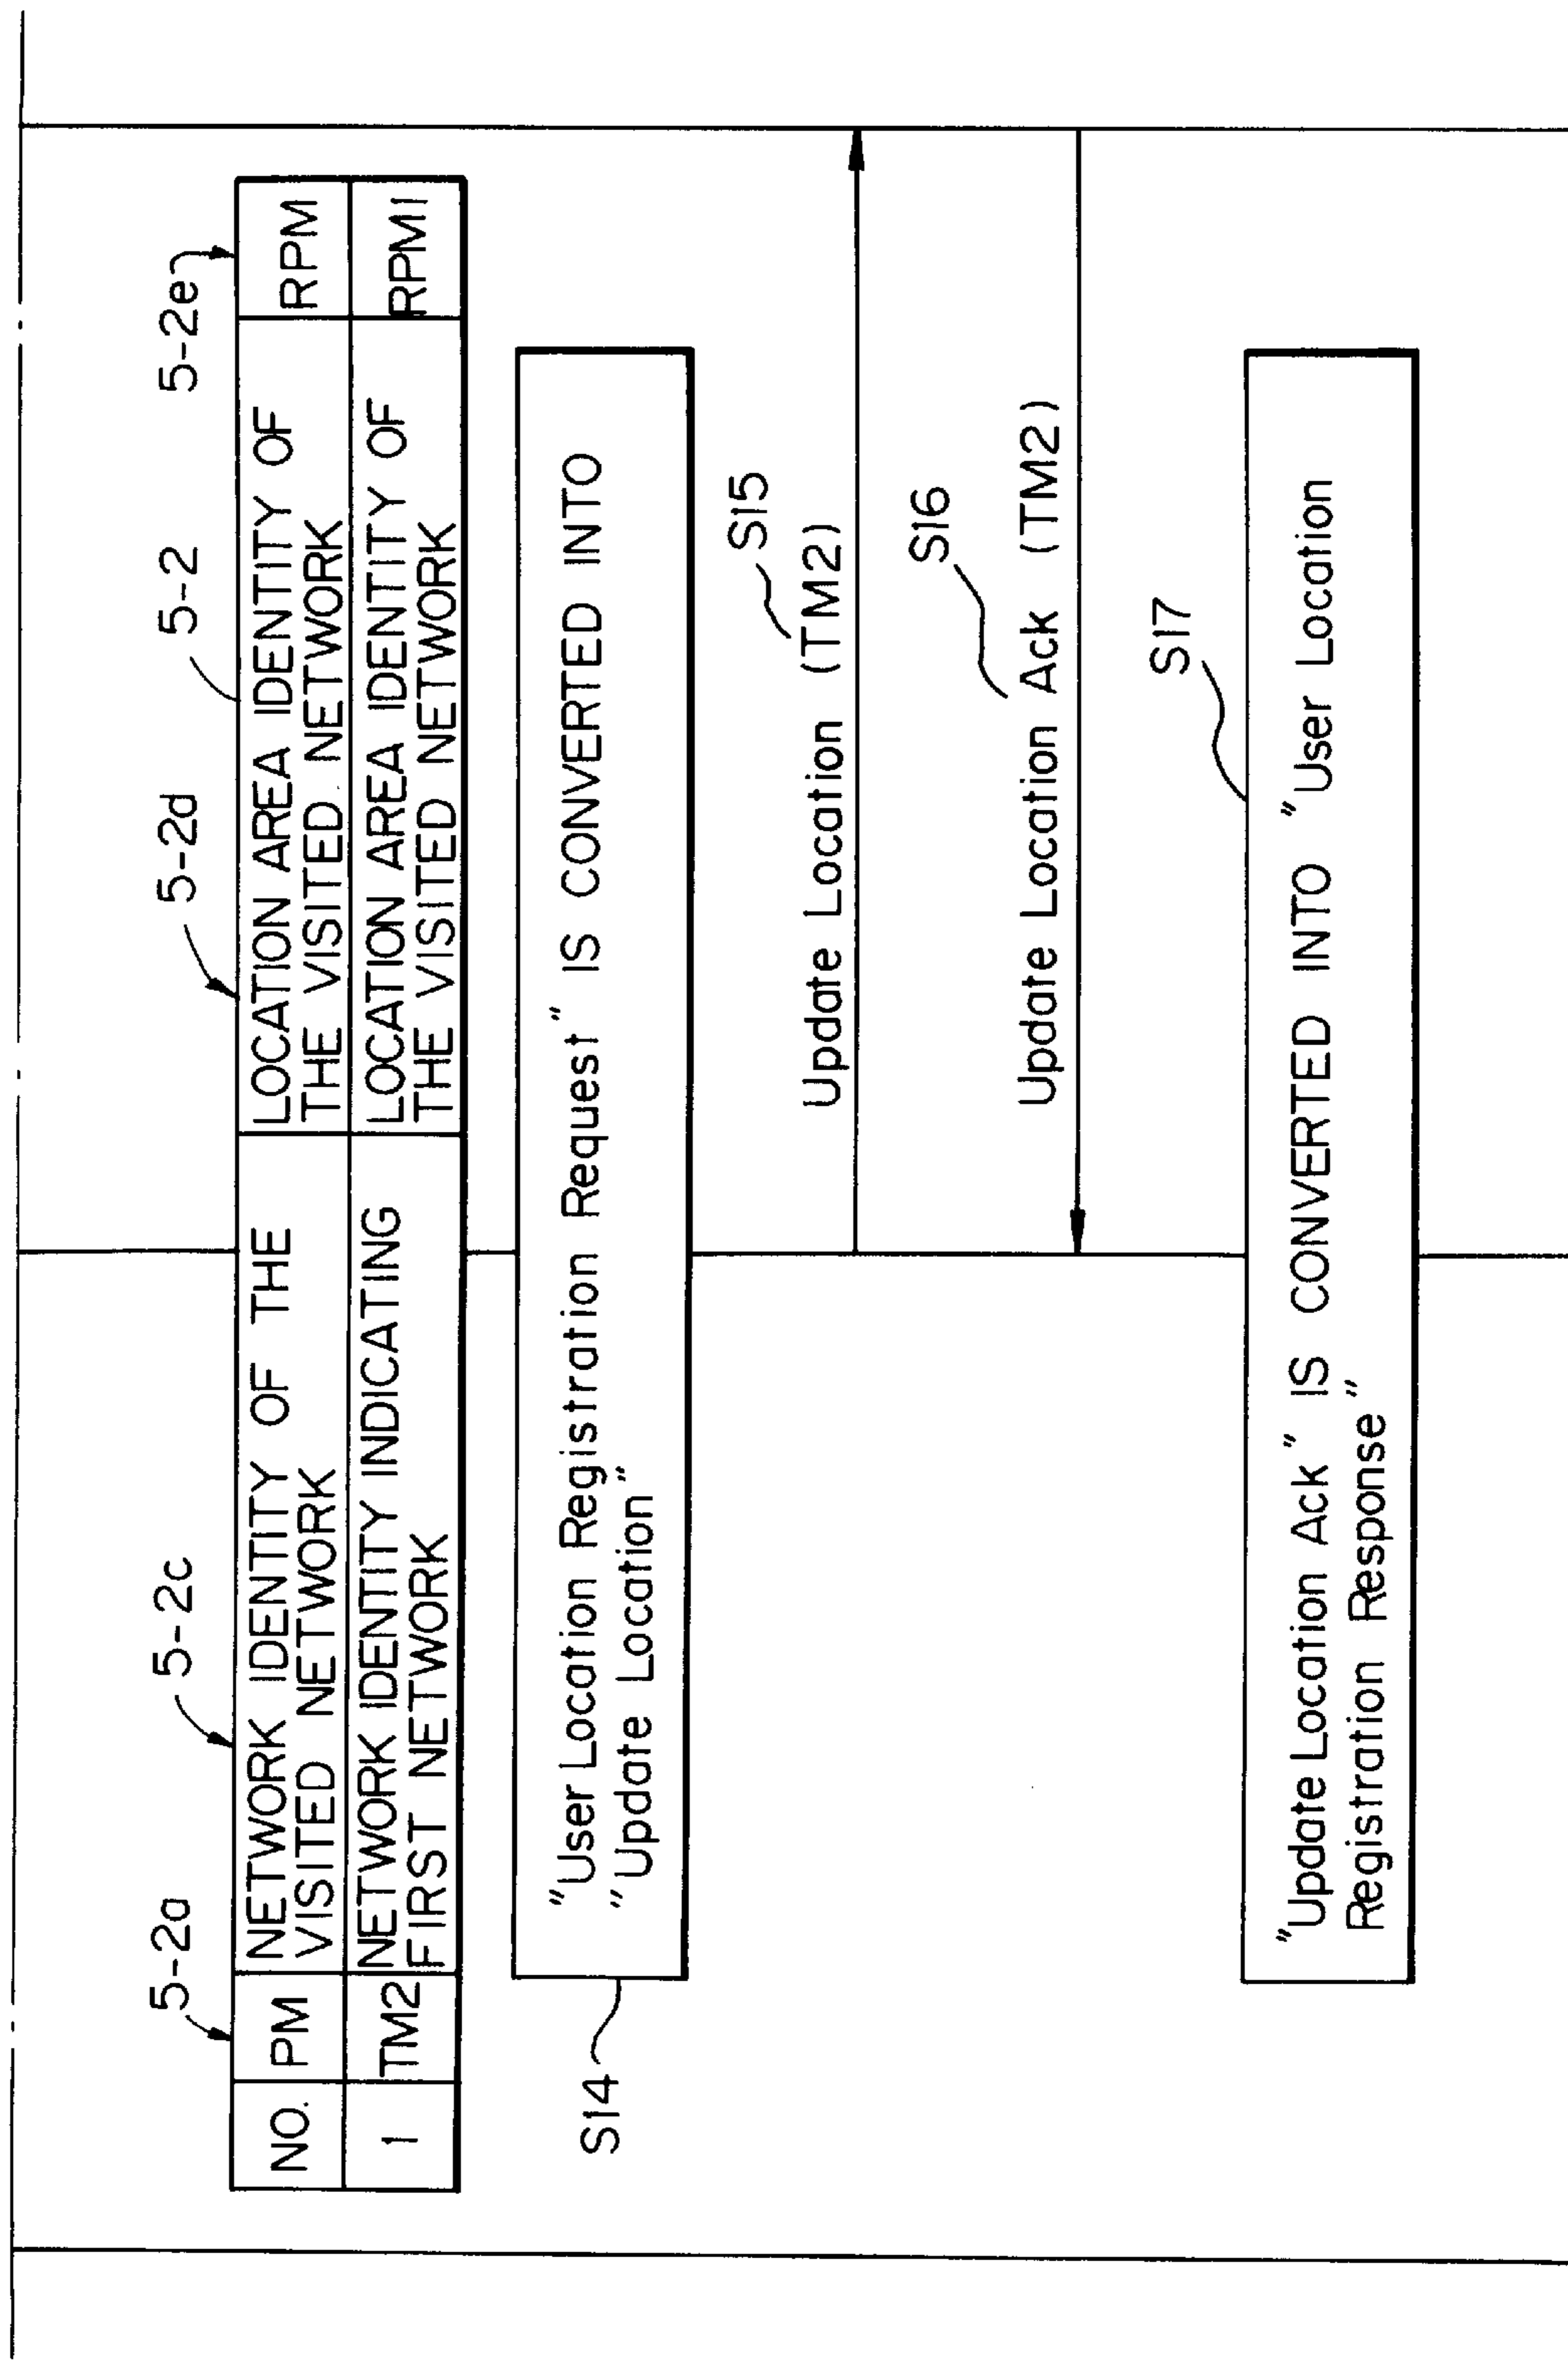 5-2a
5-2c
5-2d
5-2
5-2e
NO.
PM
NETWORK IDENTITY OF THE
VISITED NETWORK
LOCATION AREA IDENTITY OF
THE VISITED NETWORK
RPM
1
TM2
NETWORK IDENTITY INDICATING
FIRST NETWORK
LOCATION AREA IDENTITY OF
THE VISITED NETWORK
RPM1
S14
"User Location Registration Request" IS CONVERTED INTO
"Update Location"
S15
Update Location (TM2)
S16
Update Location Ack (TM2)
S17
"Update Location Ack" IS CONVERTED INTO "User Location
Registration Response"